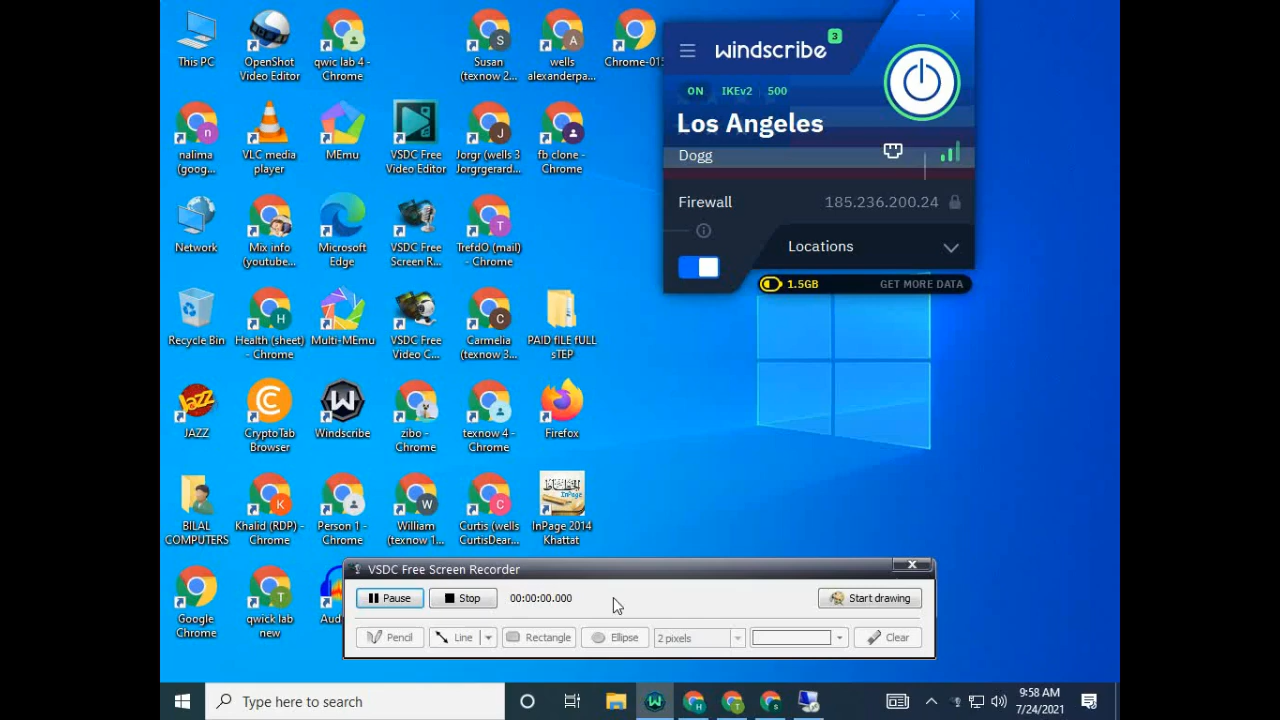 This PC
OpenShot
Video Editor
qwic lab 4 -
Chrome
Susan
(texnow 2...
wells
alexanderpa...
Chrome-015
nalima
(goog...
VLC media
player
MEmu
VSDC Free
Video Editor
Jorgr (wells 3
Jorgrgerard...
fb clone -
Chrome
Network
Mix info
(youtube...
Microsoft
Edge
VSDC Free
Screen R...
TrefdO (mail)
- Chrome
Recycle Bin
Health (sheet)
- Chrome
Multi-MEmu
VSDC Free
Video C...
Carmelia
(texnow 3...
PAID fILE fULL
sTEP
JAZZ
CryptoTab
Browser
Windscribe
zibo -
Chrome
texnow 4 -
Chrome
Firefox
BILAL
COMPUTERS
Khalid (RDP) -
Chrome
Person 1 -
Chrome
William
(texnow 1...
Curtis (wells
CurtisDear...
InPage 2014
Khattat
Google
Chrome
qwick lab
new
Aud
windscribe
3
ON IKEv2 500
Los Angeles
Dogg
Firewall 185.236.200.24
Locations
1.5GB GET MORE DATA
VSDC Free Screen Recorder
Pause Stop 00:00:00.000 Start drawing
Pencil Line Rectangle Ellipse 2 pixels Clear
Type here to search
9:58 AM
7/24/2021